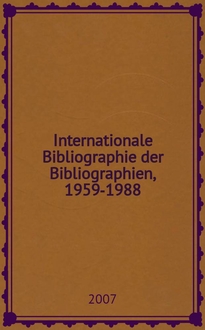 Internationale
Bibliographie der
Bibliographien,
1959-1988
2007